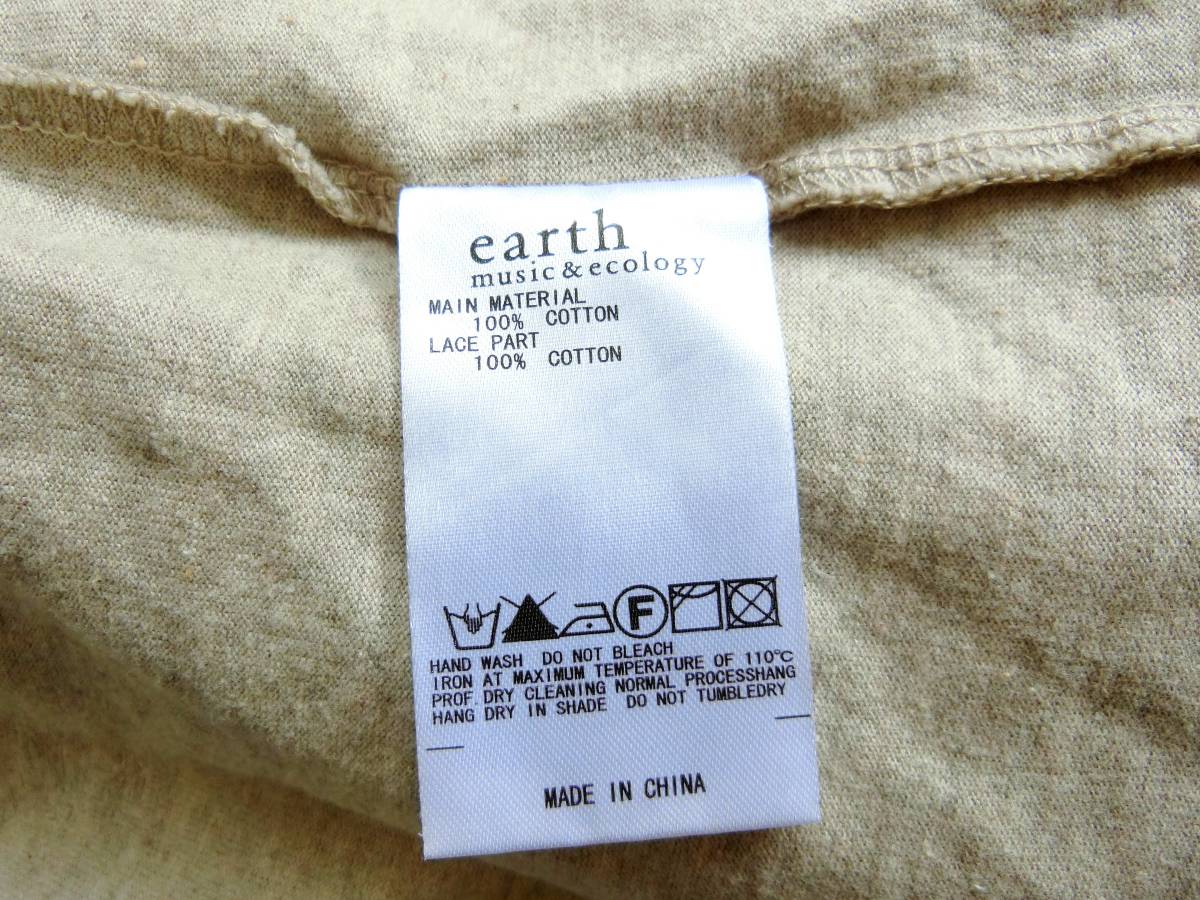 earth
music&ecology
MAIN MATERIAL
100% COTTON
LACE PART
100% COTTON
F
HAND WASH DO NOT BLEACH
IRON AT MAXIMUM TEMPERATURE OF 110℃
PROF.DRY CLEANING NORMAL PROCESSHANG
HANG DRY IN SHADE DO NOT TUMBLEDRY
MADE IN CHINA